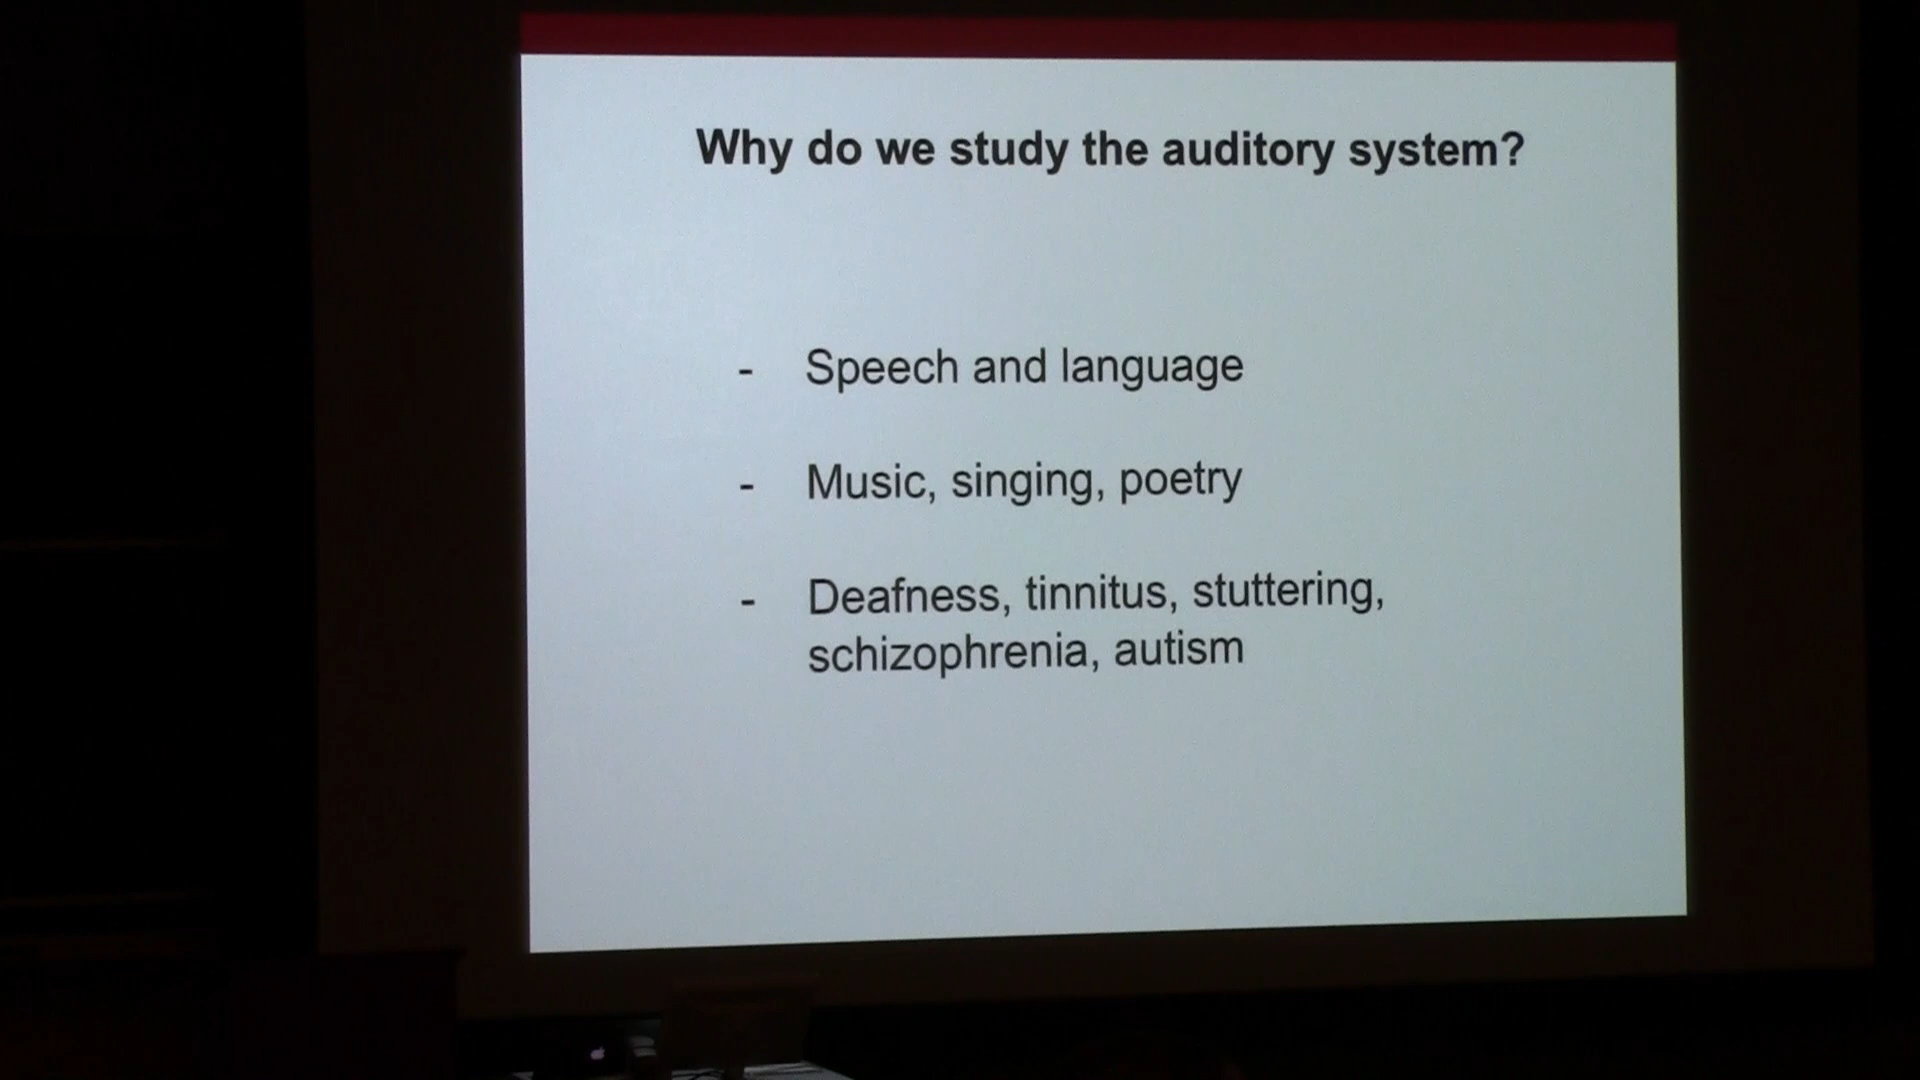 Why do we study the auditory system?
- Speech and language
- Music, singing, poetry
- Deafness, tinnitus, stuttering,
schizophrenia, autism